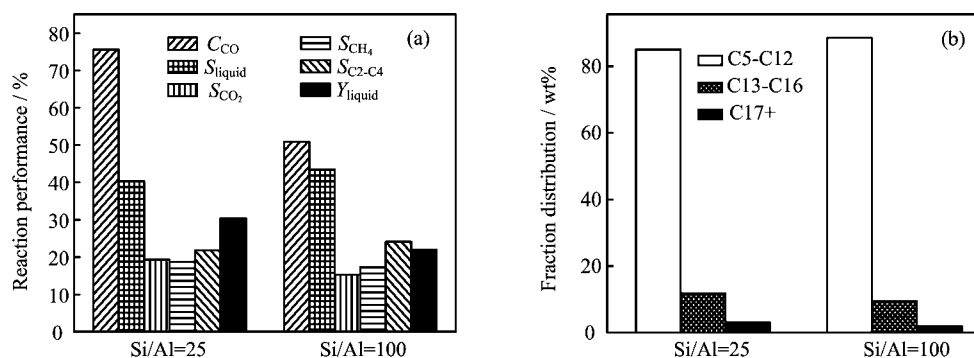 Reaction performance / %
80
70
60
50
40
30
20
10
0
(a)
C_CO
S_liquid
S_CO₂
S_CH₄
S_C2-C4
Y_liquid
Si/Al=25
Si/Al=100
Fraction distribution / wt%
80
60
40
20
0
(b)
C5-C12
C13-C16
C17+
Si/Al=25
Si/Al=100